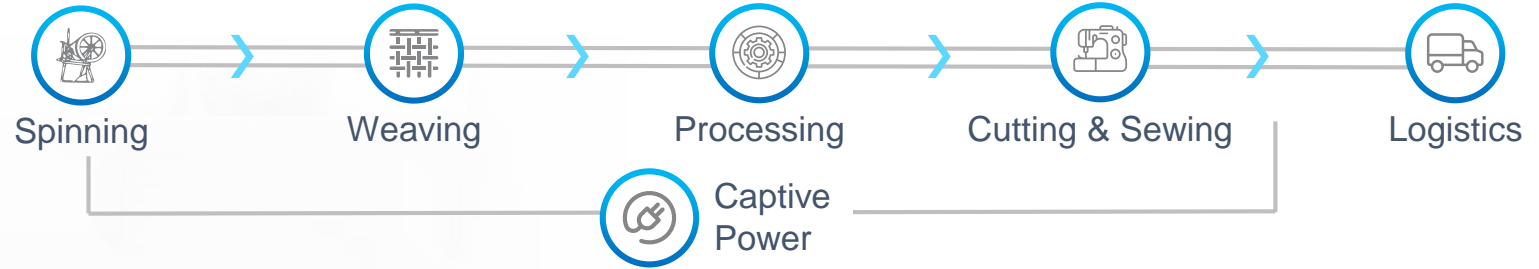 Spinning
Weaving
Processing
Cutting & Sewing
Logistics
Captive
Power